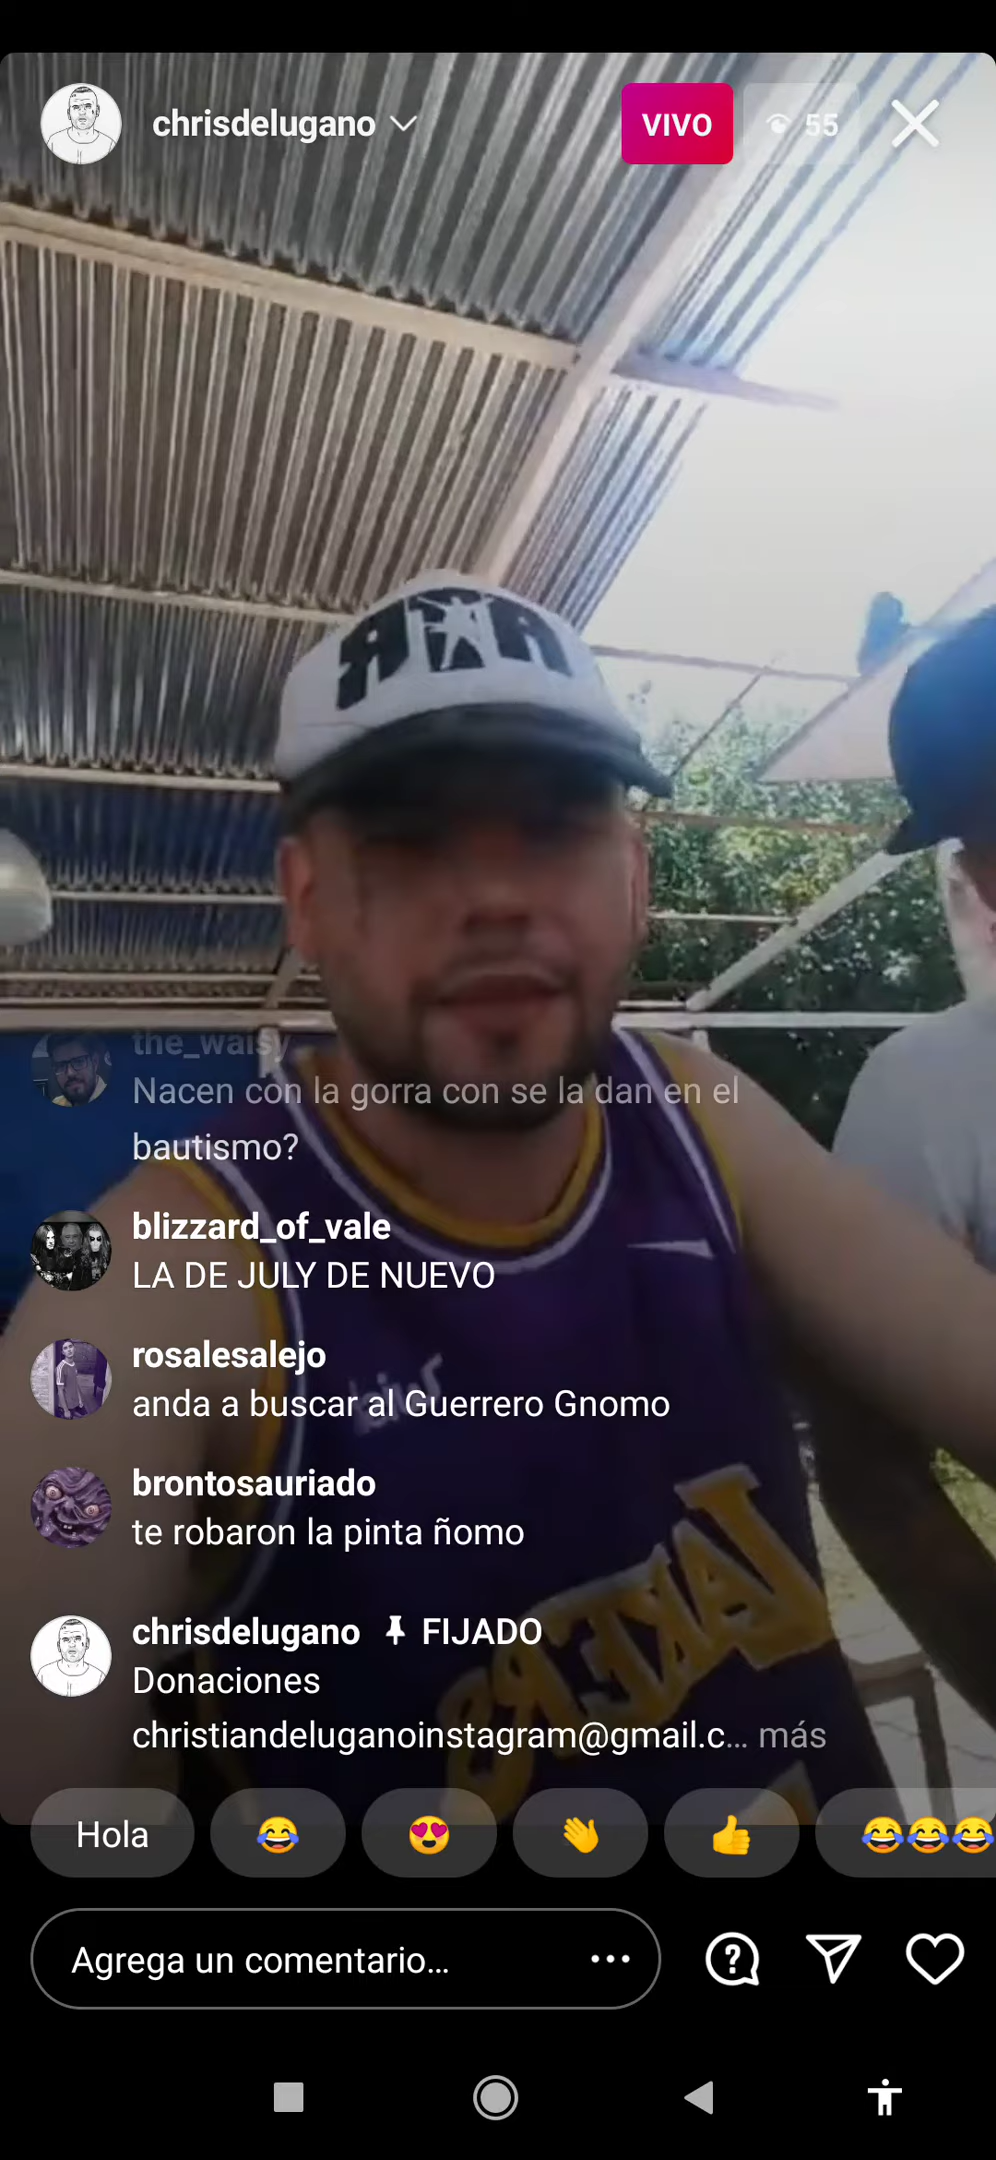 chrisdelugano
VIVO
55
the_waisy
Nacen con la gorra con se la dan en el
bautismo?
blizzard_of_vale
LA DE JULY DE NUEVO
rosalesalejo
anda a buscar al Guerrero Gnomo
brontosauriado
te robaron la pinta ñomo
LAKERS
chrisdelugano FIJADO
Donaciones
christiandeluganoinstagram@gmail.c... más
Hola
Agrega un comentario...